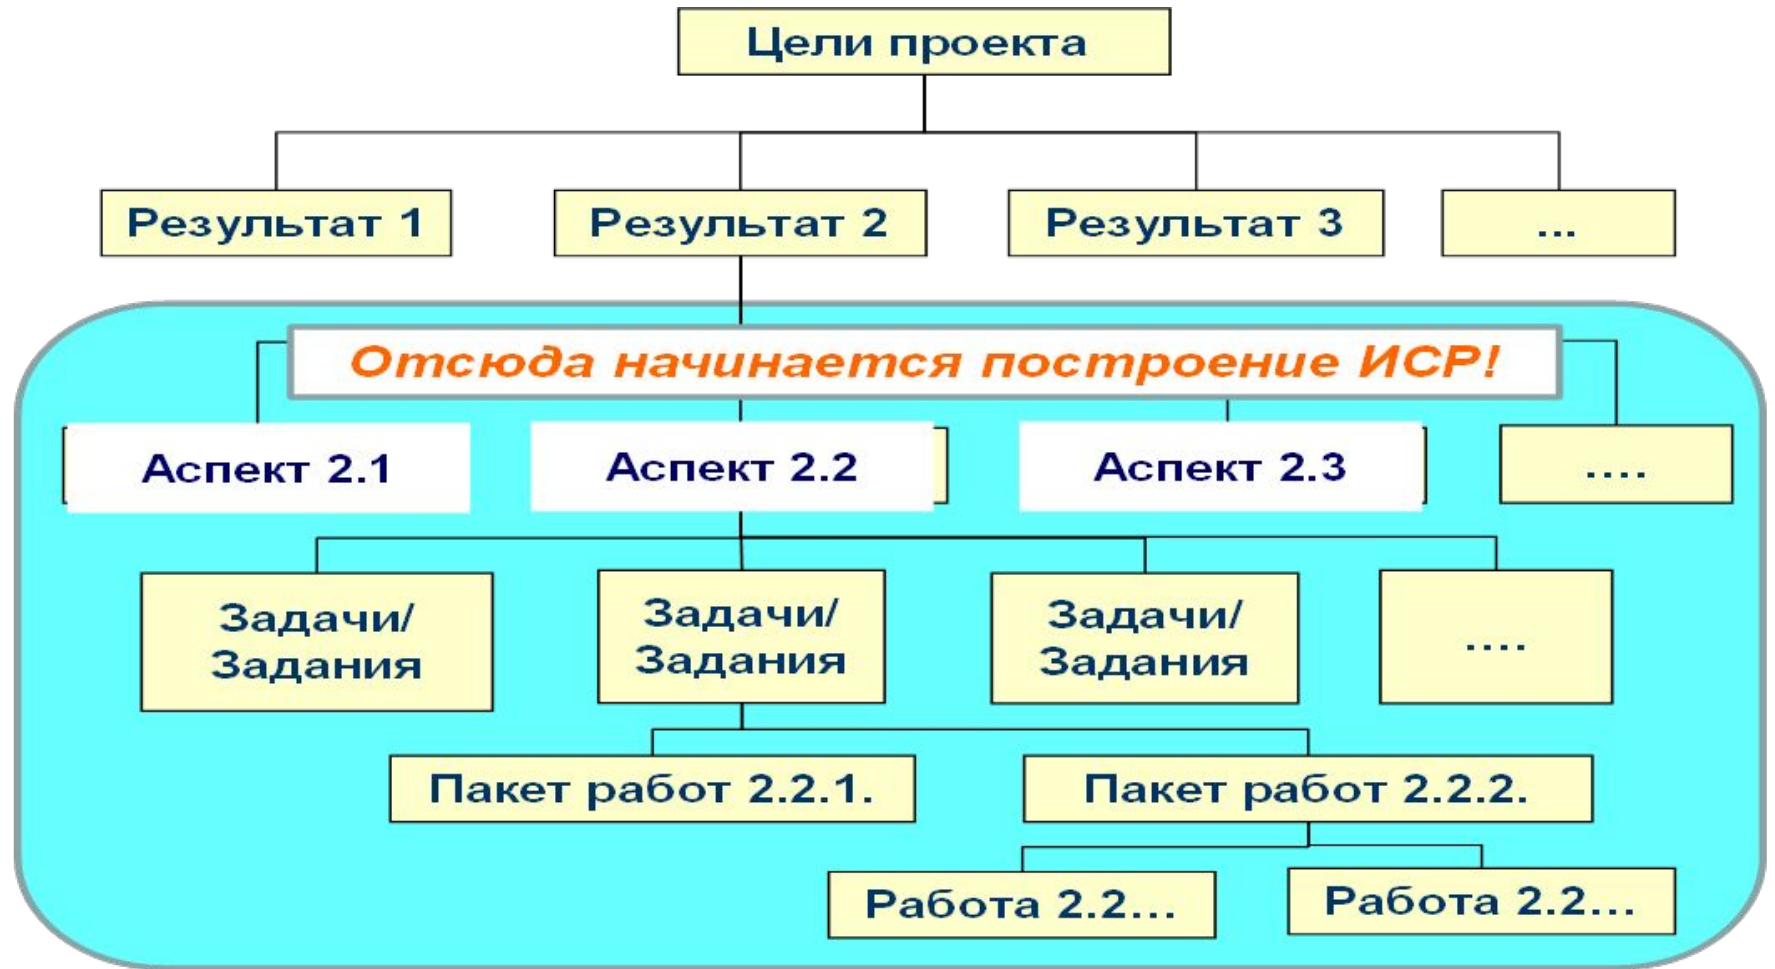 Цели проекта
Результат 1
Результат 2
Результат 3
...
Отсюда начинается построение ИСР!
Аспект 2.1
Аспект 2.2
Аспект 2.3
....
Задачи/
Задания
Задачи/
Задания
Задачи/
Задания
....
Пакет работ 2.2.1.
Пакет работ 2.2.2.
Работа 2.2...
Работа 2.2...